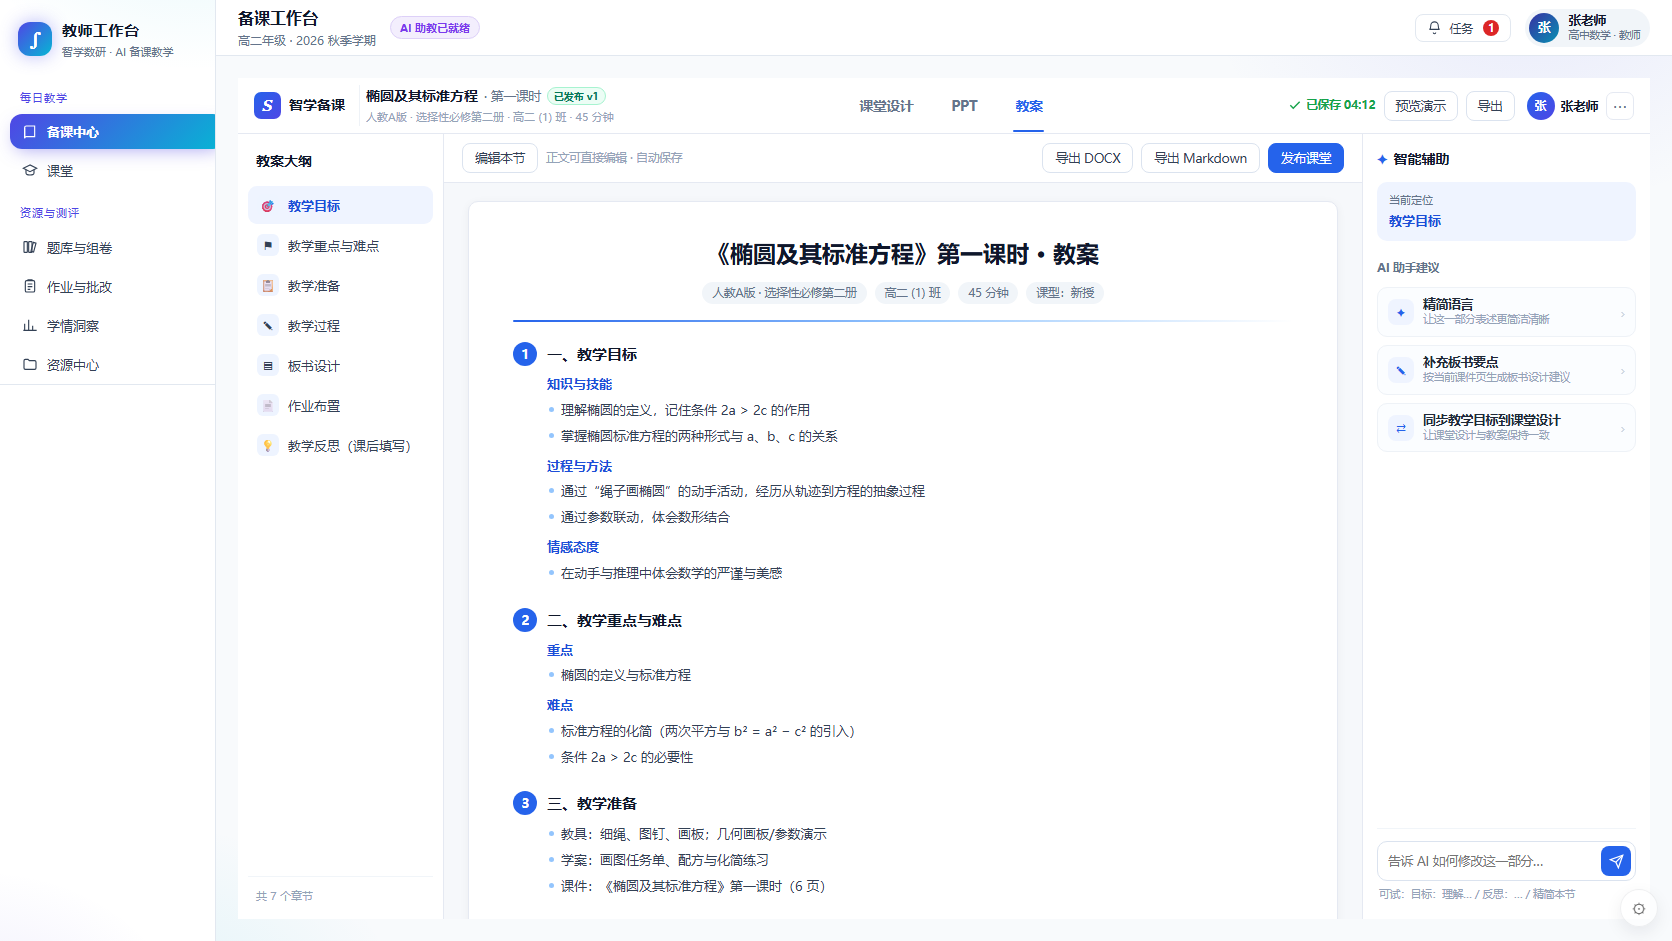 教师工作台
智学数研 · AI 备课教学
每日教学
备课中心
课堂
资源与测评
题库与组卷
作业与批改
学情洞察
资源中心
备课工作台
高二年级 · 2026 秋季学期
AI 助教已就绪
任务 1
张
张老师
高中数学 · 教师
S 智学备课
椭圆及其标准方程 · 第一课时 已发布 v1
人教A版 · 选择性必修第二册 · 高二 (1) 班 · 45 分钟
课堂设计
PPT
教案
已保存 04:12
预览演示
导出
张 张老师
教案大纲
教学目标
教学重点与难点
教学准备
教学过程
板书设计
作业布置
教学反思（课后填写）
共 7 个章节
编辑本节
正文可直接编辑 · 自动保存
导出 DOCX
导出 Markdown
发布课堂
《椭圆及其标准方程》第一课时 · 教案
人教A版 · 选择性必修第二册
高二 (1) 班
45 分钟
课型：新授
1 一、教学目标
知识与技能
理解椭圆的定义，记住条件 2a > 2c 的作用
掌握椭圆标准方程的两种形式与 a、b、c 的关系
过程与方法
通过“绳子画椭圆”的动手活动，经历从轨迹到方程的抽象过程
通过参数联动，体会数形结合
情感态度
在动手与推理中体会数学的严谨与美感
2 二、教学重点与难点
重点
椭圆的定义与标准方程
难点
标准方程的化简（两次平方与 b² = a² − c² 的引入）
条件 2a > 2c 的必要性
3 三、教学准备
教具：细绳、图钉、画板；几何画板/参数演示
学案：画图任务单、配方与化简练习
课件：《椭圆及其标准方程》第一课时（6 页）
智能辅助
当前定位
教学目标
AI 助手建议
精简语言
让这一部分表述更简洁清晰
补充板书要点
按当前课件页生成板书设计建议
同步教学目标到课堂设计
让课堂设计与教案保持一致
告诉 AI 如何修改这一部分...
可试：目标：理解... / 反思：... / 精简本节